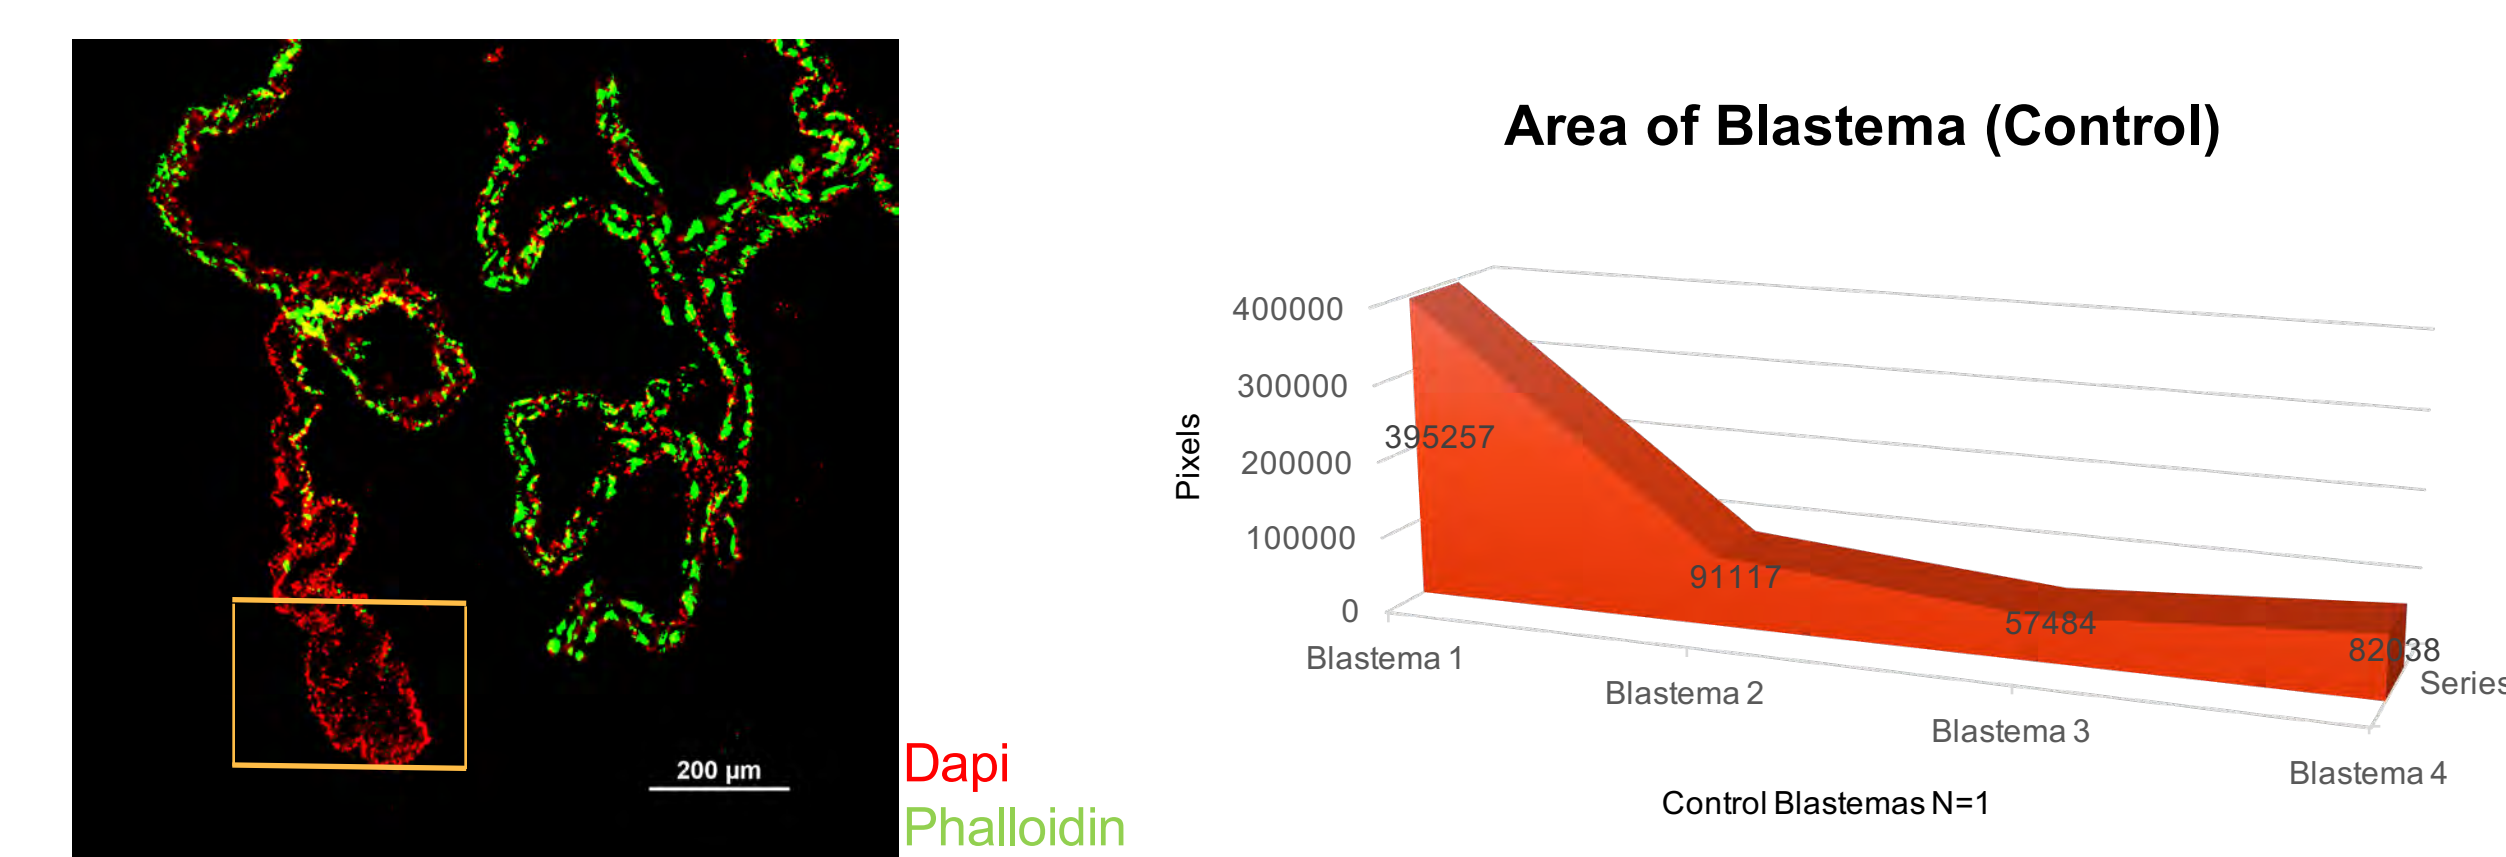 200 µm
Dapi
Phalloidin
Area of Blastema (Control)
Pixels
400000
300000
200000
100000
0
395257
91117
57484
82038
Blastema 1
Blastema 2
Blastema 3
Blastema 4
Series
Control Blastemas N=1